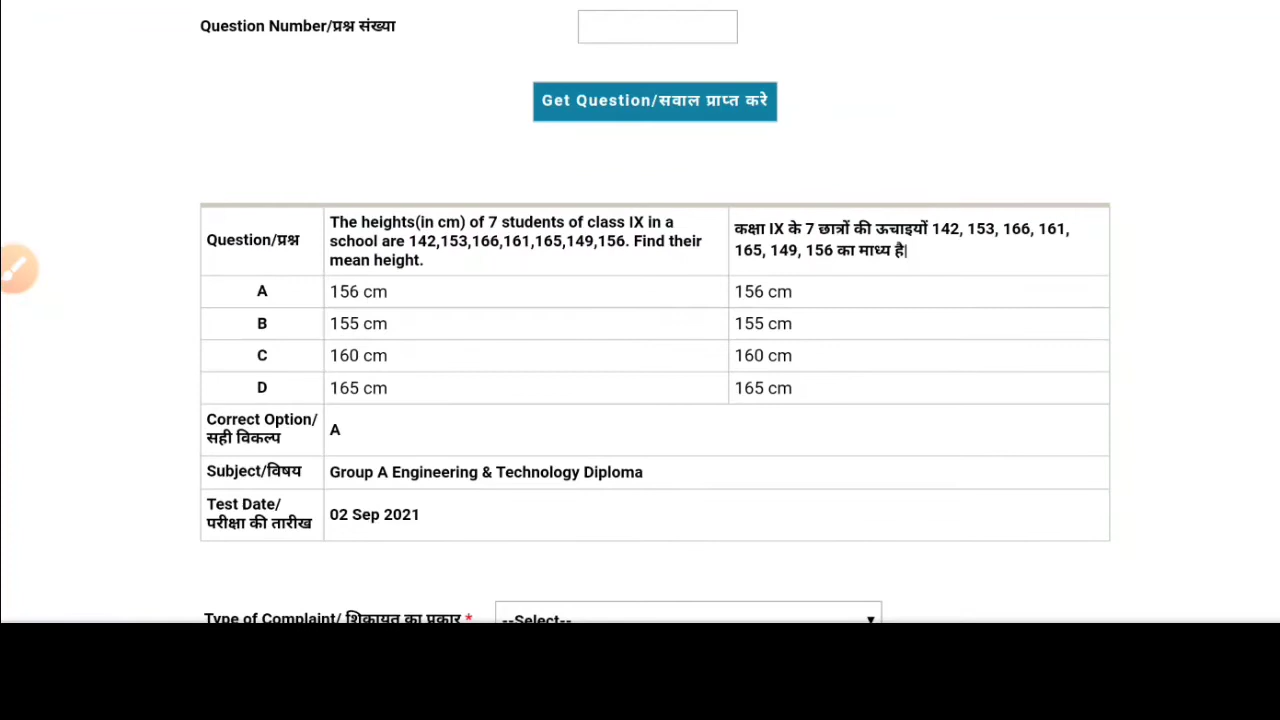 Question Number/प्रश्न संख्या
Get Question/सवाल प्राप्त करे
Question/प्रश्न
The heights(in cm) of 7 students of class IX in a
school are 142,153,166,161,165,149,156. Find their
mean height.
कक्षा IX के 7 छात्रों की ऊचाइयों 142, 153, 166, 161,
165, 149, 156 का माध्य है|
A
156 cm
156 cm
B
155 cm
155 cm
C
160 cm
160 cm
D
165 cm
165 cm
Correct Option/
सही विकल्प
A
Subject/विषय
Group A Engineering & Technology Diploma
Test Date/
परीक्षा की तारीख
02 Sep 2021
Type of Complaint/ शिकायत का प्रकार *
--Select--